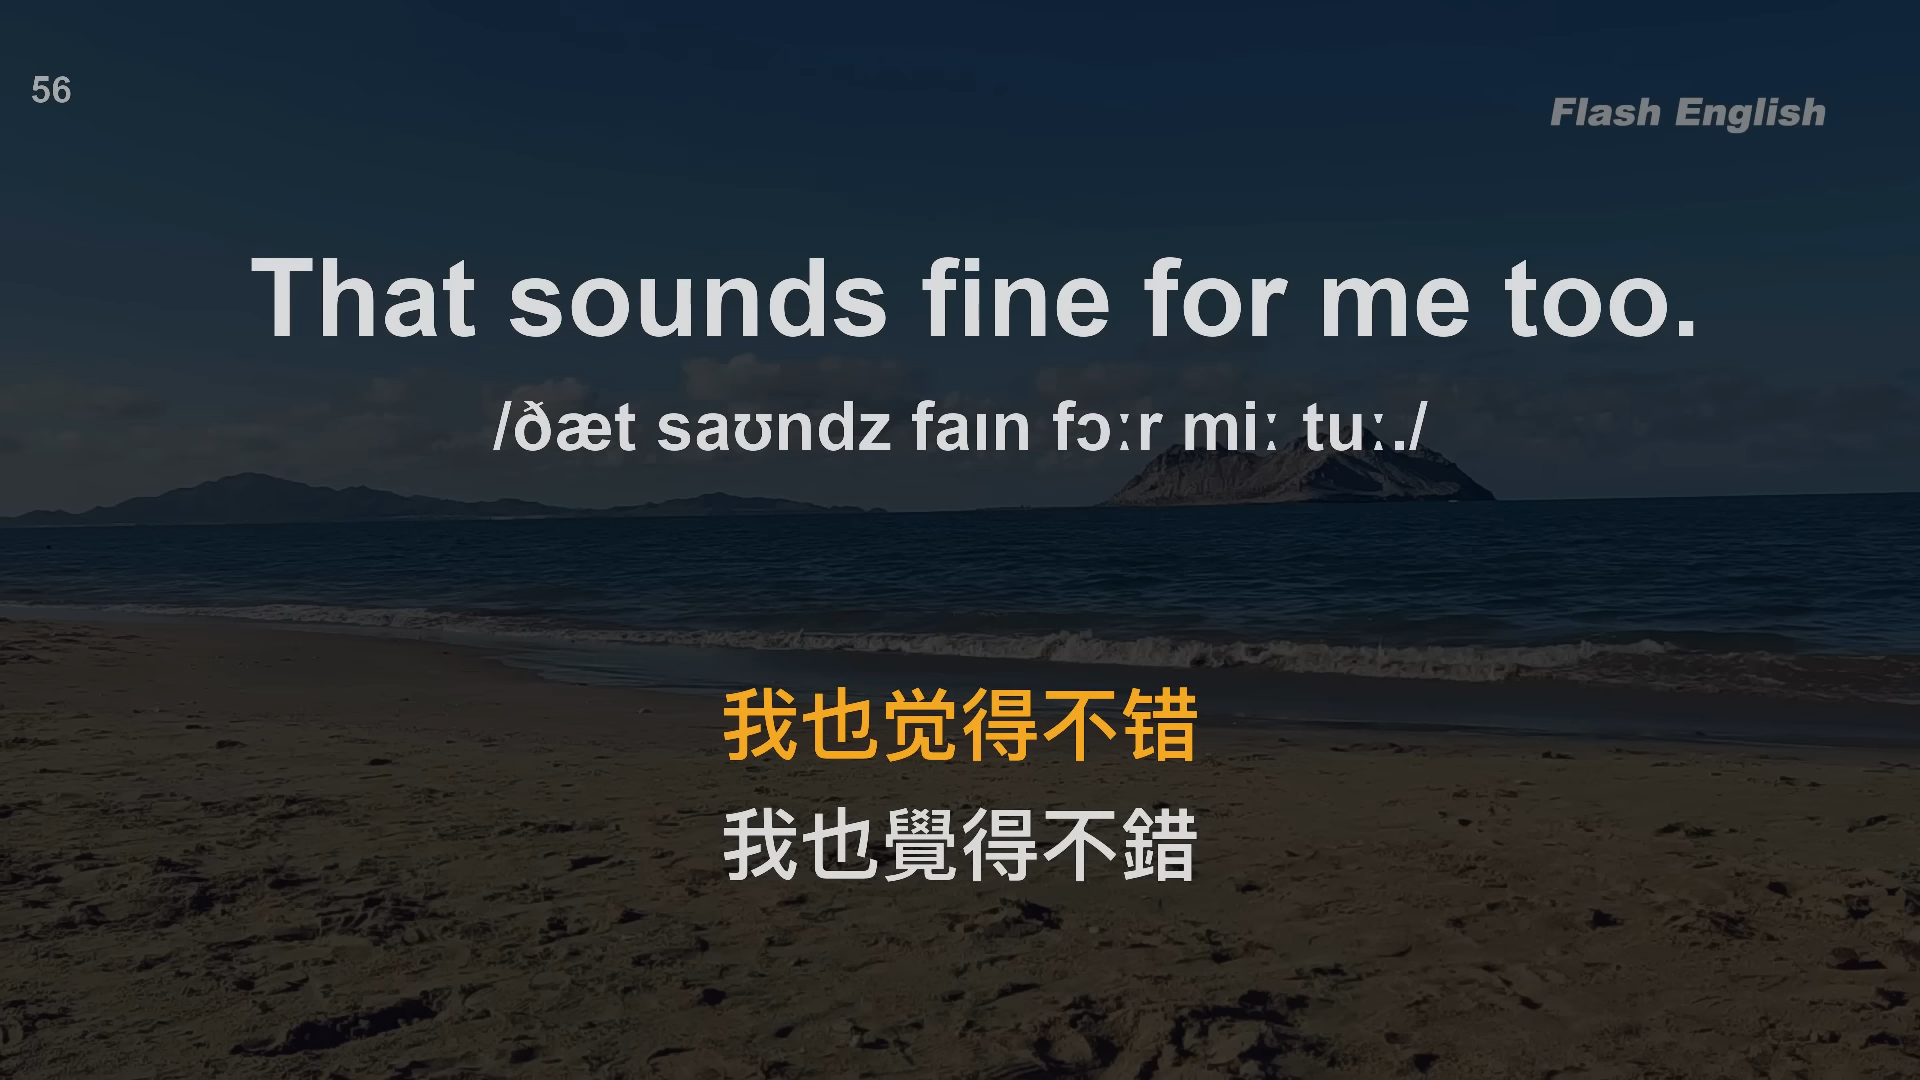 56
Flash English
That sounds fine for me too.
/ðæt saʊndz faɪn fɔːr miː tuː./
我也觉得不错
我也覺得不錯